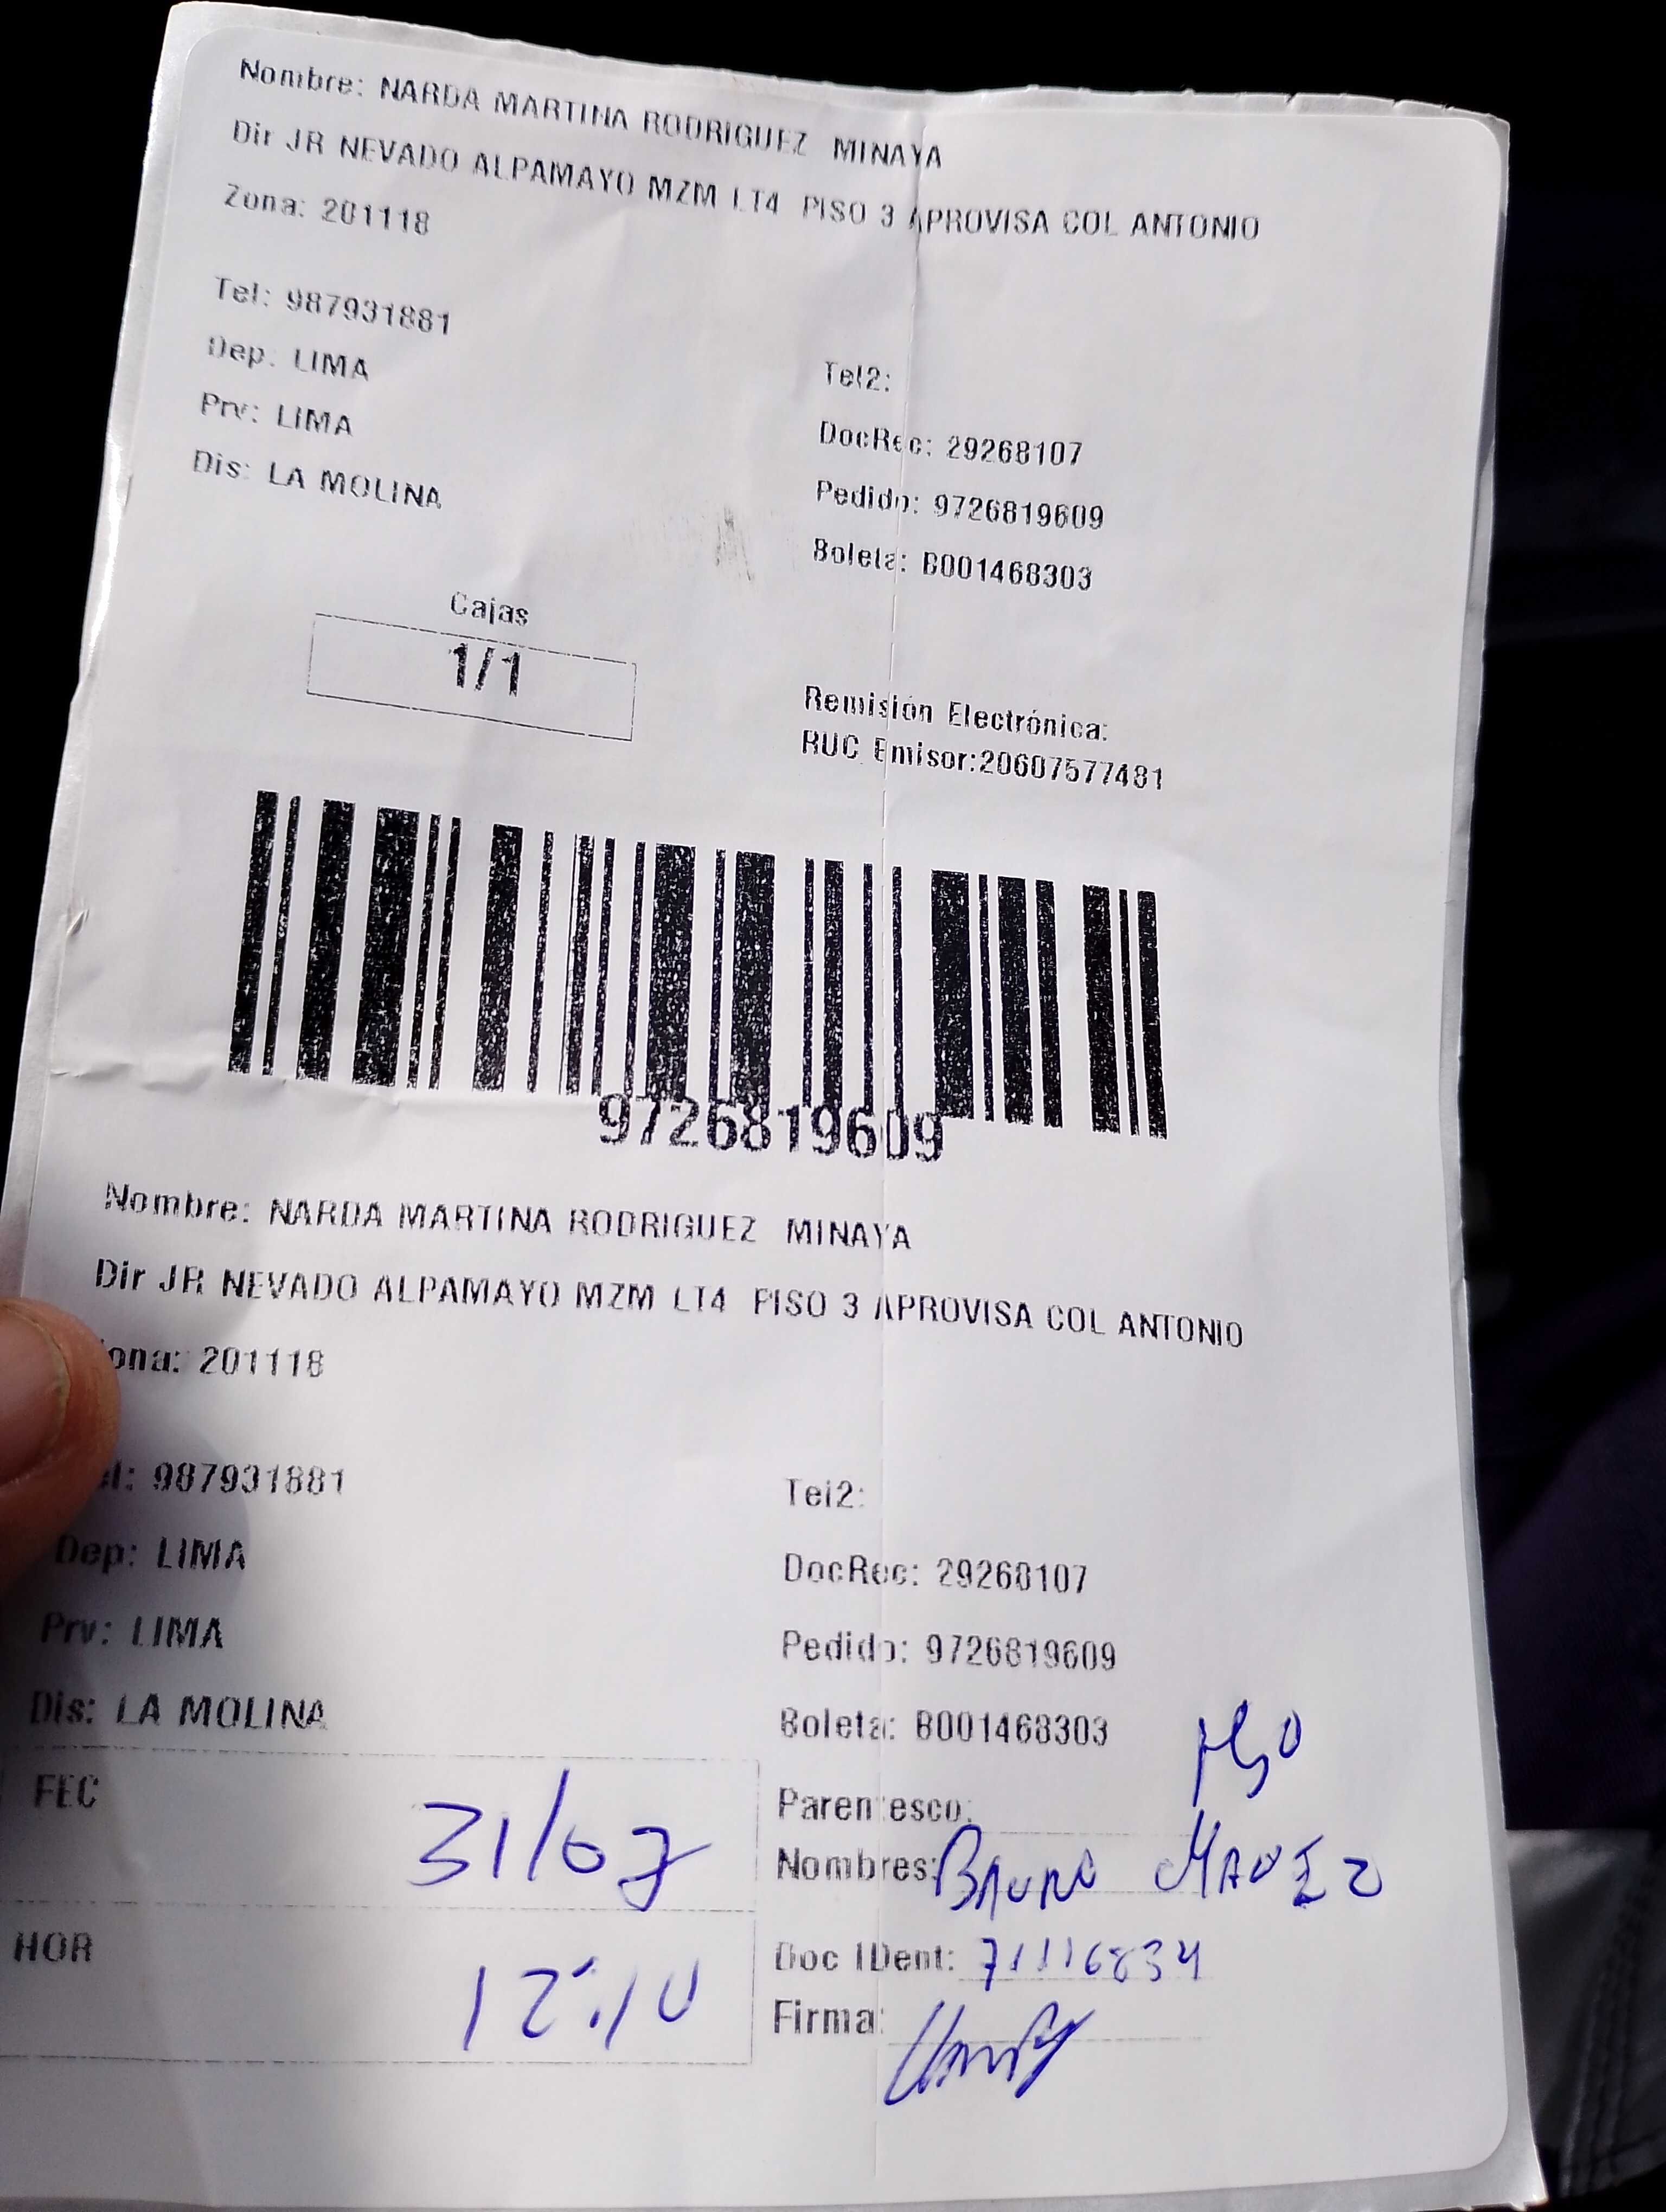 Nombre: NARDA MARTINA RODRIGUEZ MINAYA
Dir JR NEVADO ALPAMAYO MZM LT4 PISO 3 APROVISA COL ANTONIO
Zona: 201118
Tel: 987931881
Tel2:
Dep: LIMA
DocRec: 29268107
Prv: LIMA
Pedido: 9726819609
Dis: LA MOLINA
Boleta: B001468303
Cajas
1/1
Remisión Electrónica:
RUC Emisor:20607577481
9726819609
Nombre: NARDA MARTINA RODRIGUEZ MINAYA
Dir JR NEVADO ALPAMAYO MZM LT4 PISO 3 APROVISA COL ANTONIO
ona: 201118
l: 987931881
Tel2:
Dep: LIMA
DocRec: 29268107
Prv: LIMA
Pedido: 9726819609
Dis: LA MOLINA
Boleta: B001468303
FEC 31/07
Parentesco:
Nombres: BRUNO
HOR 12:10
Doc IDent: 71116834
Firma: